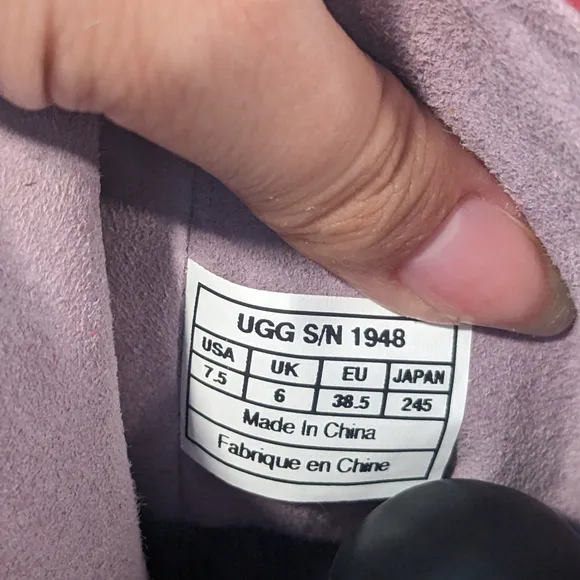 UGG S/N 1948
USA UK EU JAPAN
7.5 6 38.5 245
Made In China
Fabrique en Chine